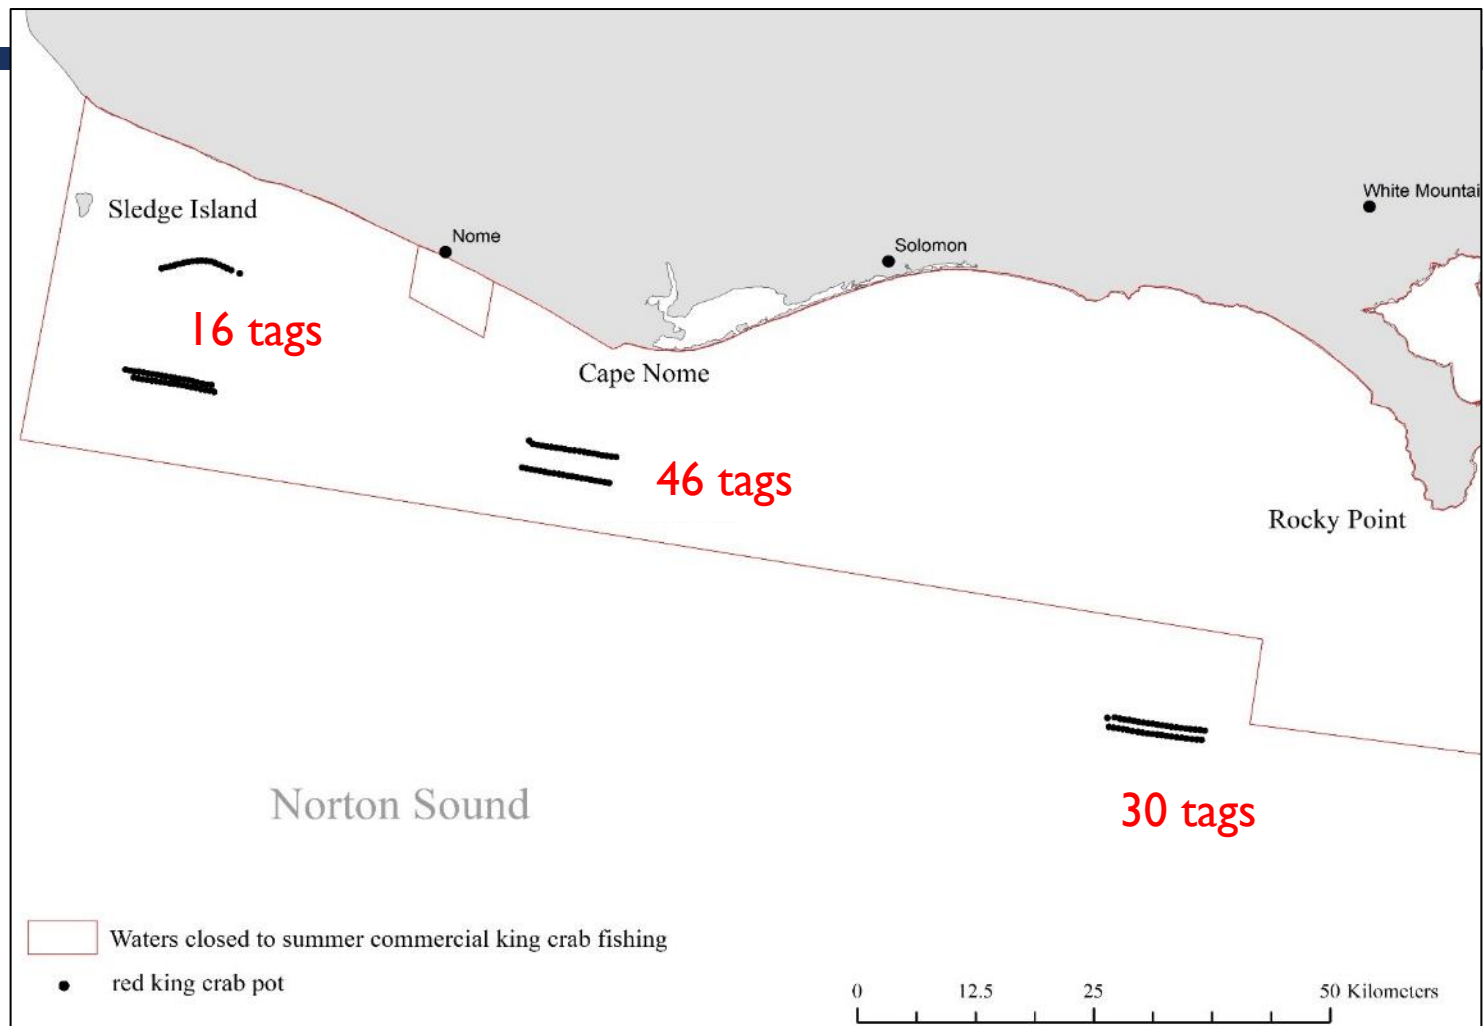 White Mountai
Sledge Island
Nome
Solomon
16 tags
Cape Nome
46 tags
Rocky Point
Norton Sound
30 tags
Waters closed to summer commercial king crab fishing
red king crab pot
0 12.5 25 50 Kilometers